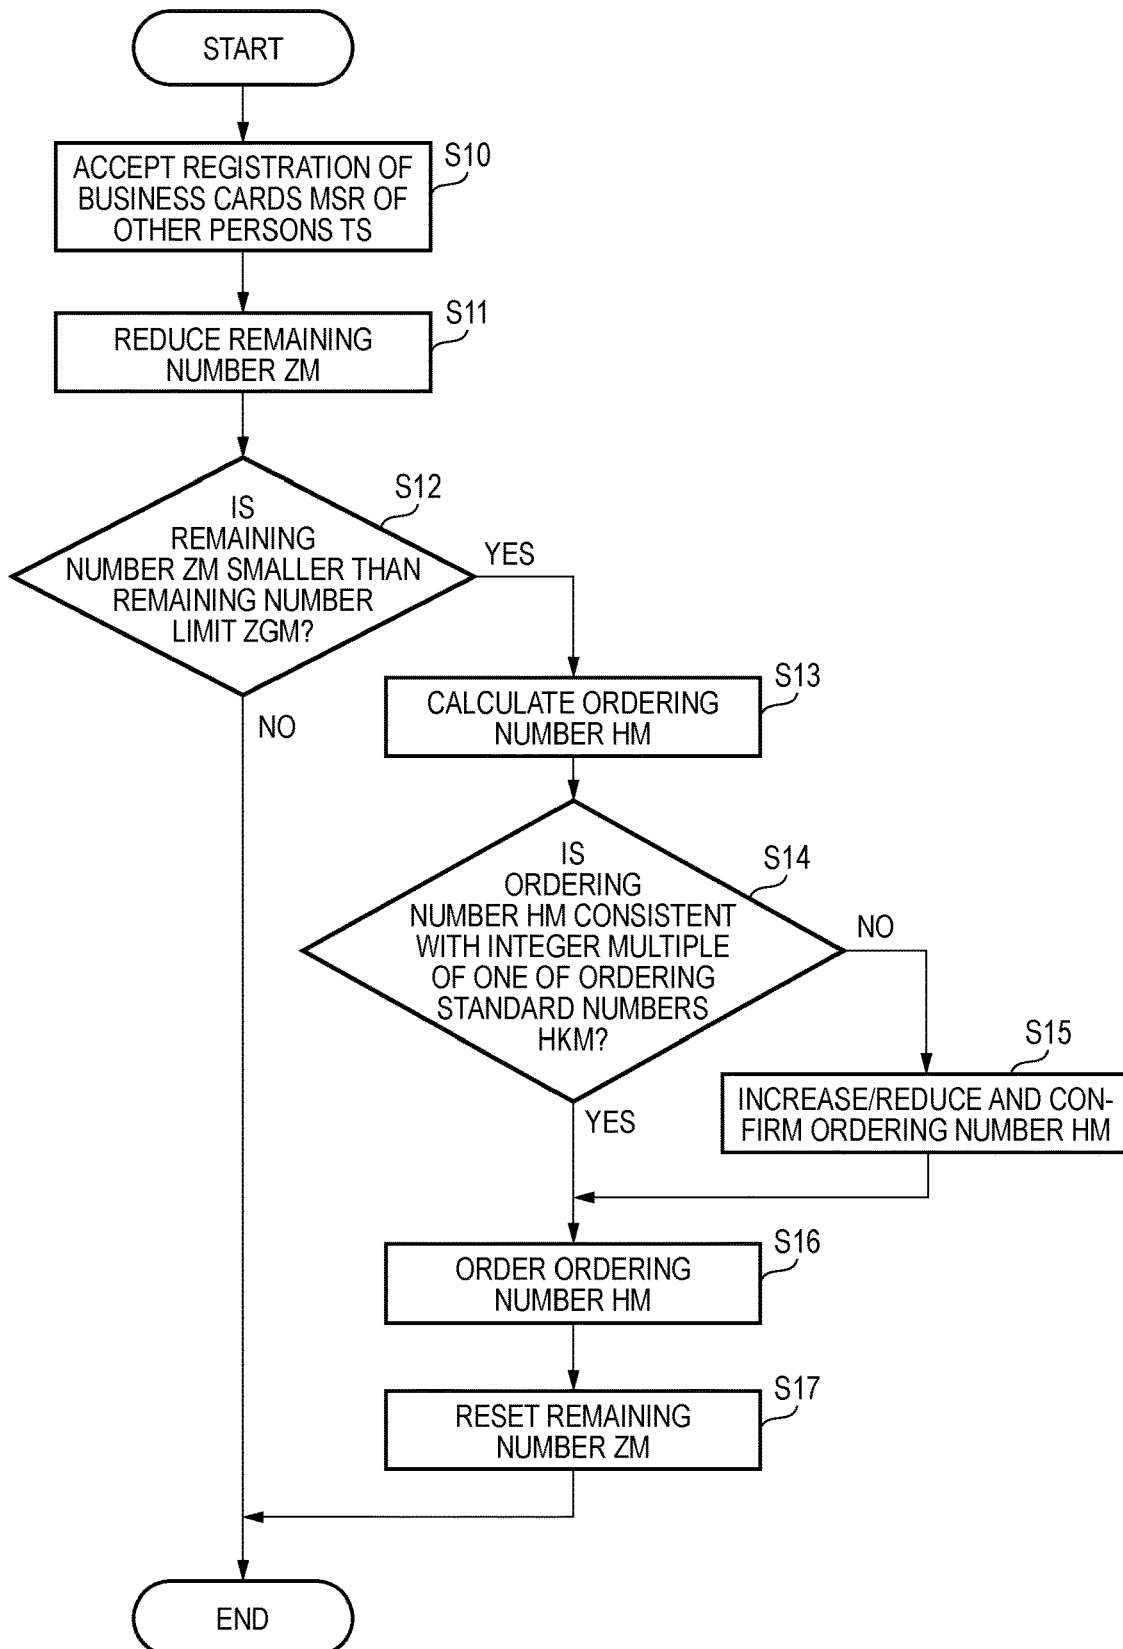 START
S10
ACCEPT REGISTRATION OF
BUSINESS CARDS MSR OF
OTHER PERSONS TS
S11
REDUCE REMAINING
NUMBER ZM
S12
IS
REMAINING
NUMBER ZM SMALLER THAN
REMAINING NUMBER
LIMIT ZGM?
YES
NO
S13
CALCULATE ORDERING
NUMBER HM
S14
IS
ORDERING
NUMBER HM CONSISTENT
WITH INTEGER MULTIPLE
OF ONE OF ORDERING
STANDARD NUMBERS
HKM?
NO
YES
S15
INCREASE/REDUCE AND CON-
FIRM ORDERING NUMBER HM
S16
ORDER ORDERING
NUMBER HM
S17
RESET REMAINING
NUMBER ZM
END